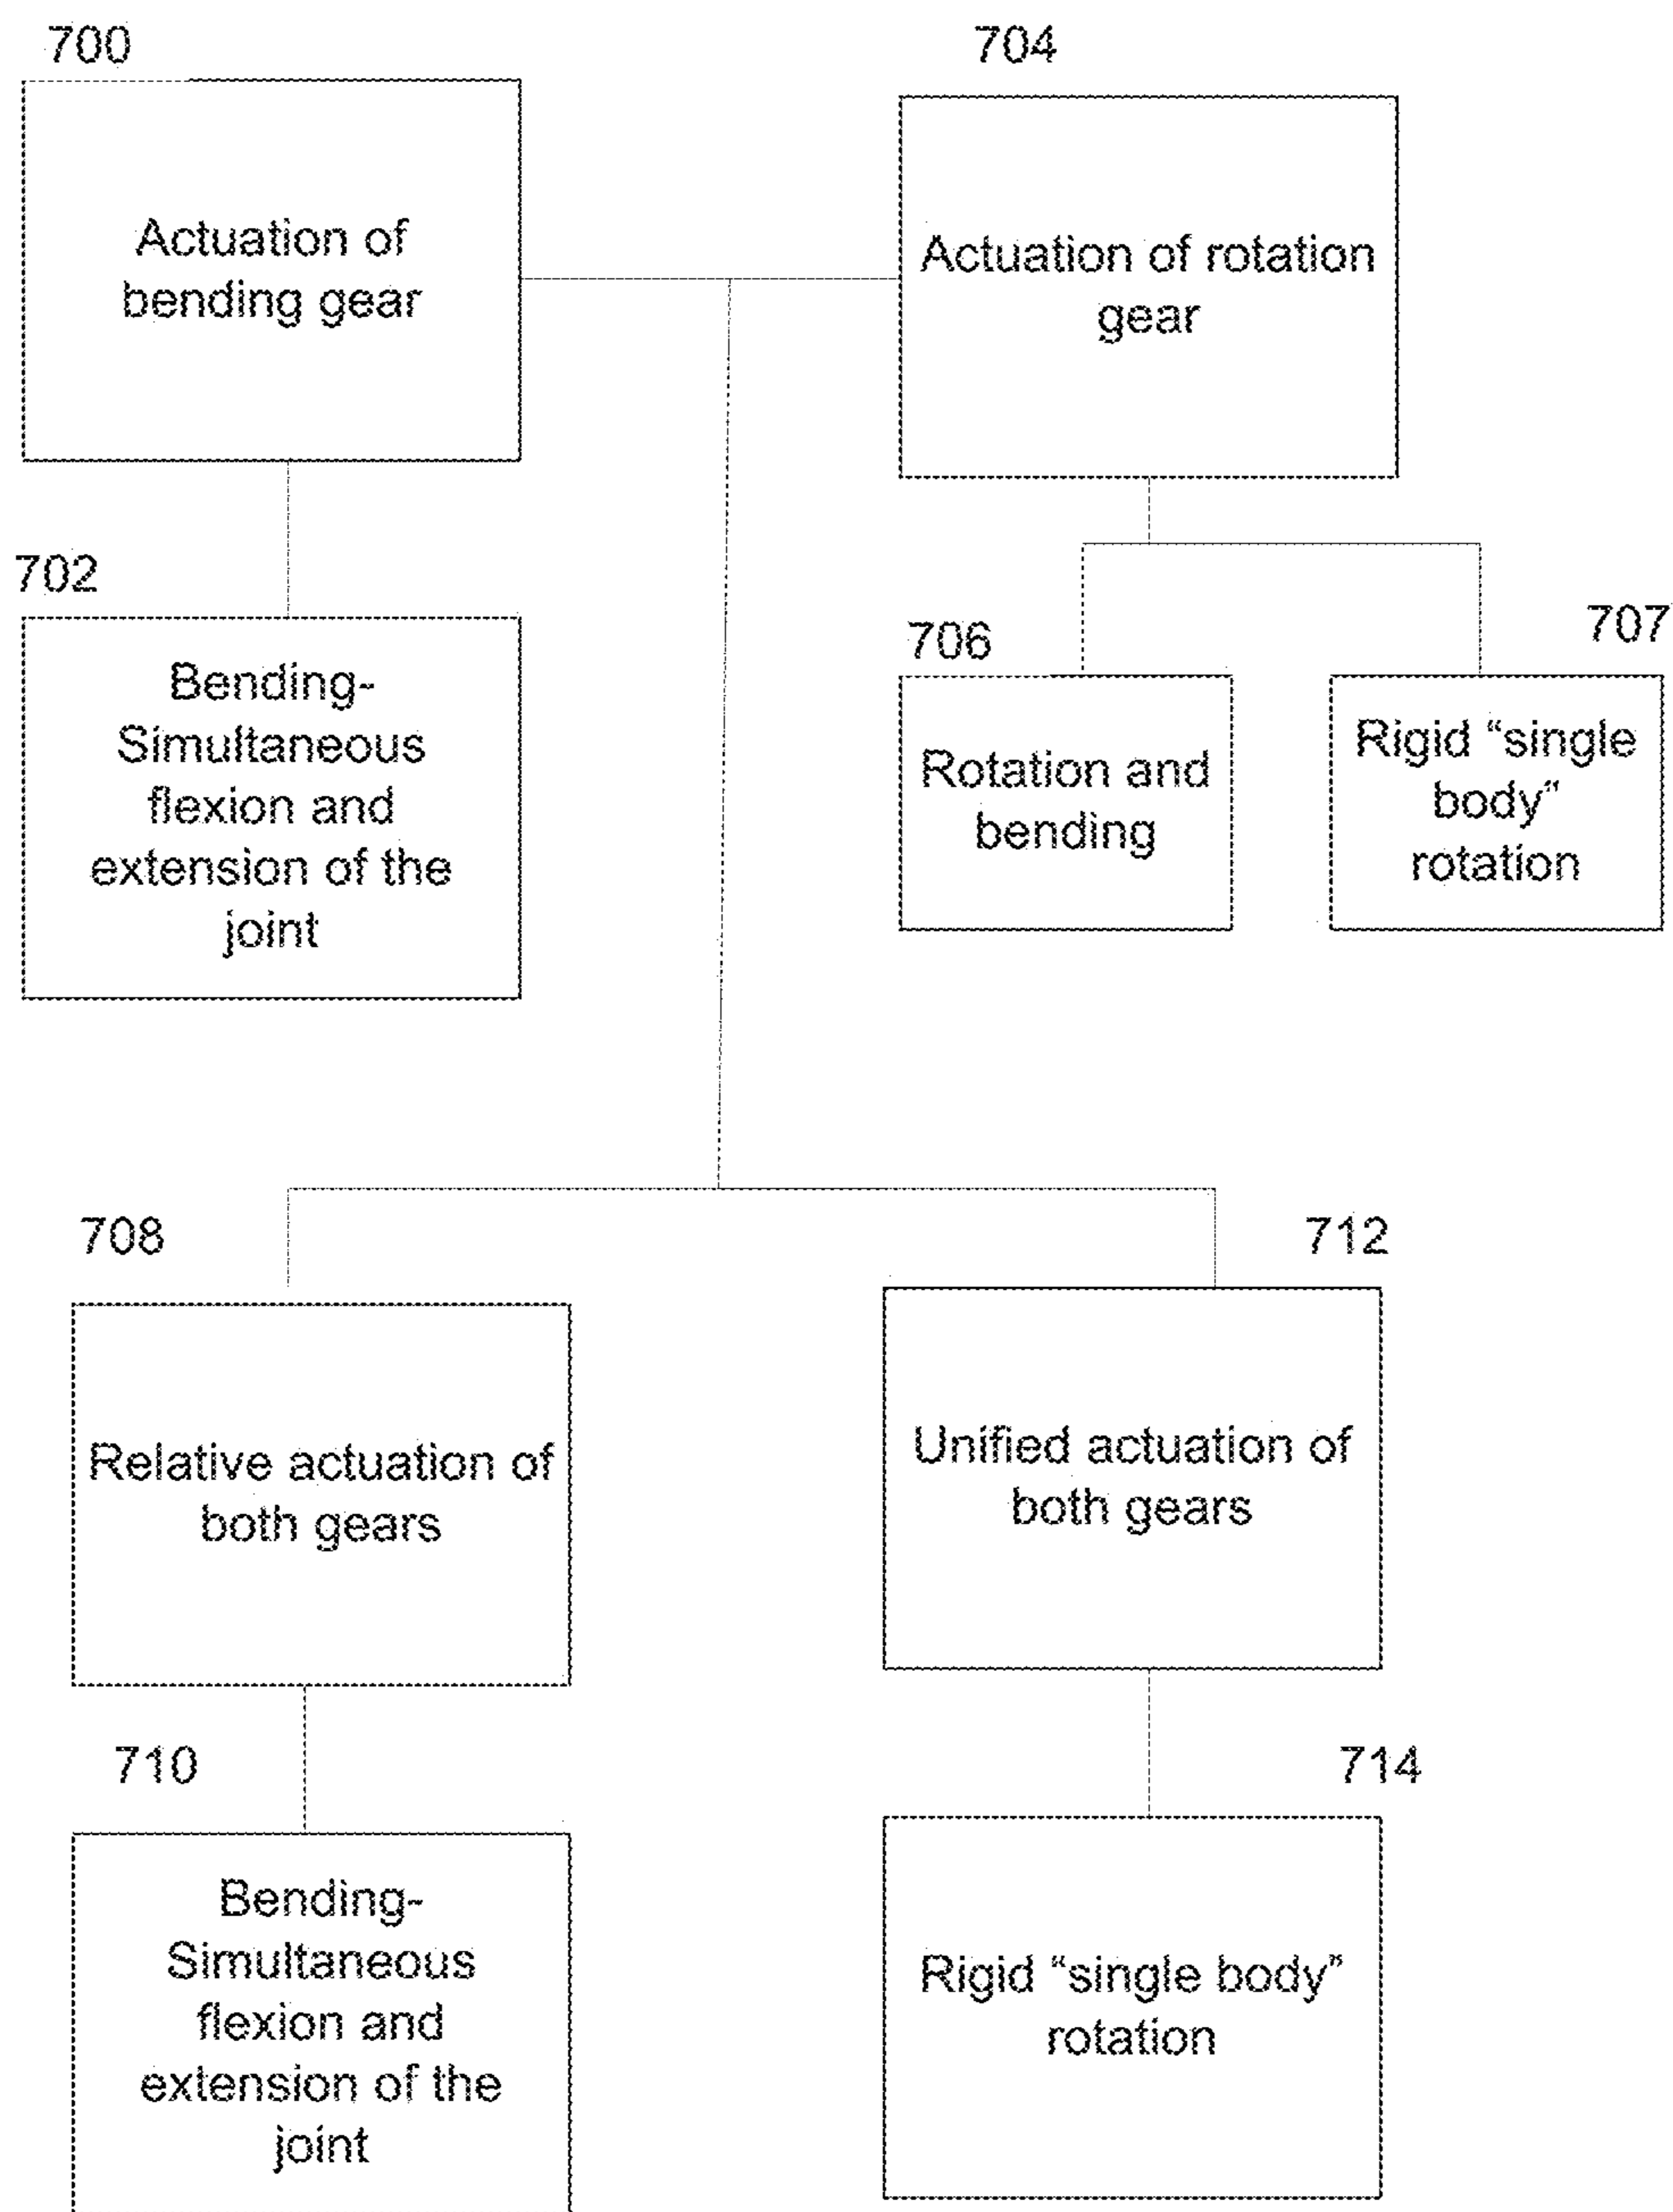 700
Actuation of
bending gear
704
Actuation of rotation
gear
702
Bending-
Simultaneous
flexion and
extension of the
joint
706
Rotation and
bending
707
Rigid “single
body”
rotation
708
Relative actuation of
both gears
712
Unified actuation of
both gears
710
Bending-
Simultaneous
flexion and
extension of the
joint
714
Rigid “single body”
rotation